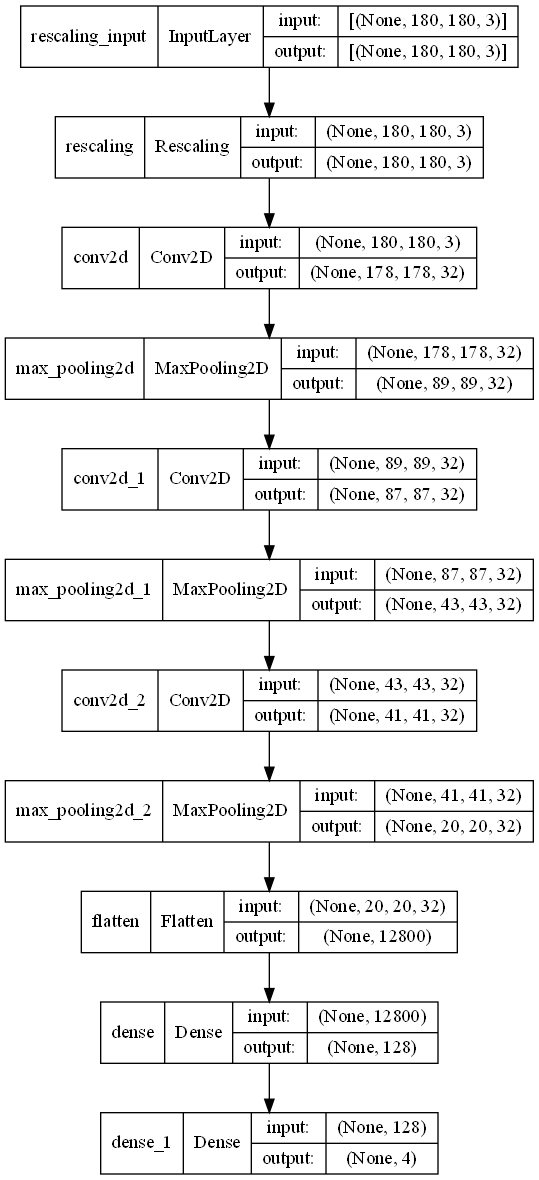 rescaling_input InputLayer input: [(None, 180, 180, 3)]
output: [(None, 180, 180, 3)]
rescaling Rescaling input: (None, 180, 180, 3)
output: (None, 180, 180, 3)
conv2d Conv2D input: (None, 180, 180, 3)
output: (None, 178, 178, 32)
max_pooling2d MaxPooling2D input: (None, 178, 178, 32)
output: (None, 89, 89, 32)
conv2d_1 Conv2D input: (None, 89, 89, 32)
output: (None, 87, 87, 32)
max_pooling2d_1 MaxPooling2D input: (None, 87, 87, 32)
output: (None, 43, 43, 32)
conv2d_2 Conv2D input: (None, 43, 43, 32)
output: (None, 41, 41, 32)
max_pooling2d_2 MaxPooling2D input: (None, 41, 41, 32)
output: (None, 20, 20, 32)
flatten Flatten input: (None, 20, 20, 32)
output: (None, 12800)
dense Dense input: (None, 12800)
output: (None, 128)
dense_1 Dense input: (None, 128)
output: (None, 4)